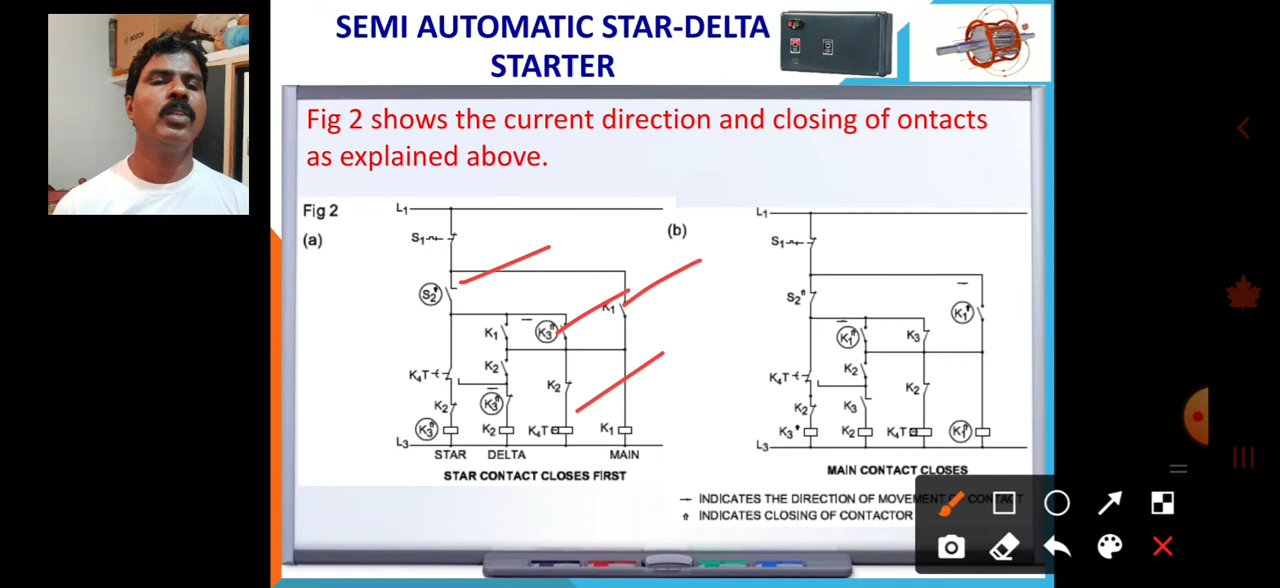 SEMI AUTOMATIC STAR-DELTA
STARTER
Fig 2 shows the current direction and closing of ontacts
as explained above.
Fig 2
(a)
L1
S1
S2
K1
K3
K1
K4T
K2
K3
K2
K2
K3
K2
K4T
K1
L3
STAR
DELTA
MAIN
STAR CONTACT CLOSES FIRST
(b)
L1
S1
S2
K1
K1
K3
K2
K4T
K2
K2
K3
K3
K2
K4T
K1
L3
MAIN CONTACT CLOSES
INDICATES THE DIRECTION OF MOVEMENT OF CONTACT
INDICATES CLOSING OF CONTACTOR